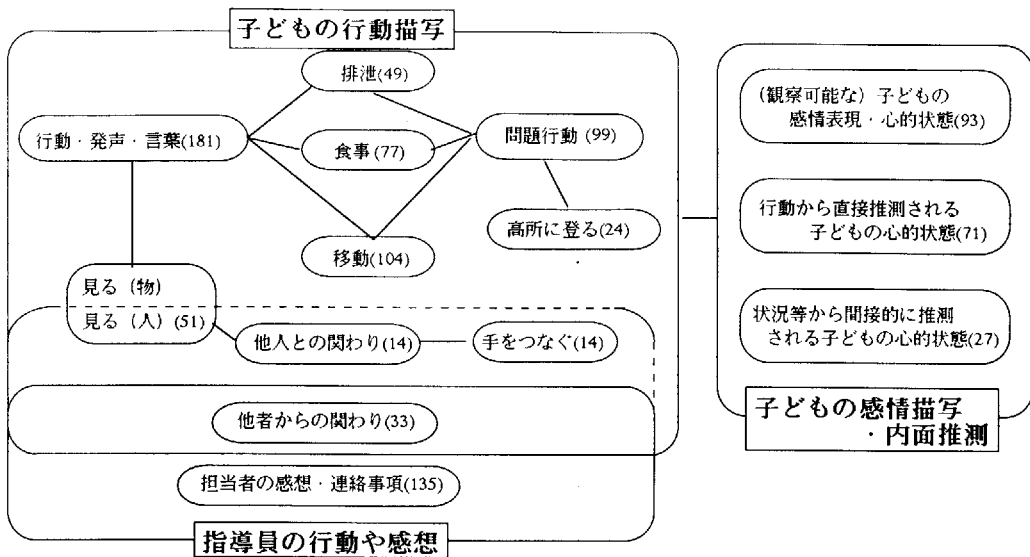 子どもの行動描写
排泄(49)
行動・発声・言葉(181)
食事(77)
問題行動 (99)
高所に登る(24)
移動(104)
見る (物)
見る (人) (51)
他人との関わり(14)
手をつなぐ(14)
他者からの関わり(33)
担当者の感想・連絡事項(135)
指導員の行動や感想
(観察可能な) 子どもの
感情表現・心的状態(93)
行動から直接推測される
子どもの心的状態(71)
状況等から間接的に推測
される子どもの心的状態(27)
子どもの感情描写
・内面推測